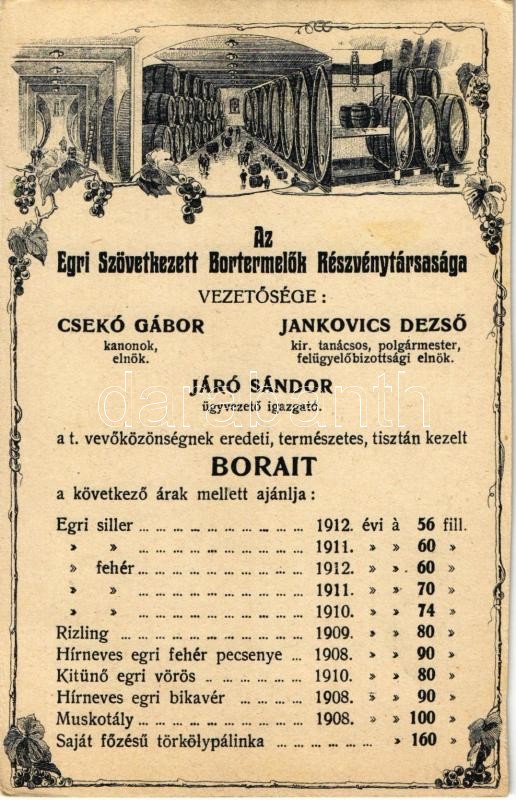 Az
Egri Szövetkezett Bortermelők Részvénytársasága
VEZETŐSÉGE :
CSEKÓ GÁBOR JANKOVICS DEZSŐ
kanonok, kir. tanácsos, polgármester,
elnök. felügyelőbizottsági elnök.
JÁRÓ SÁNDOR
ügyvezető igazgató.
darabanth
a t. vevőközönségnek eredeti, természetes, tisztán kezelt
BORAIT
a következő árak mellett ajánlja :
Egri siller ... 1912. évi à 56 fill.
» » ... 1911. » » 60 »
» fehér ... 1912. » » 60 »
» » ... 1911. » » 70 »
» » ... 1910. » » 74 »
Rizling ... 1909. » » 80 »
Hírneves egri fehér pecsenye ... 1908. » » 90 »
Kitünő egri vörös ... 1910. » » 80 »
Hírneves egri bikavér ... 1908. » » 90 »
Muskotály ... 1908. » » 100 »
Saját főzésű törkölypálinka ... » 160 »